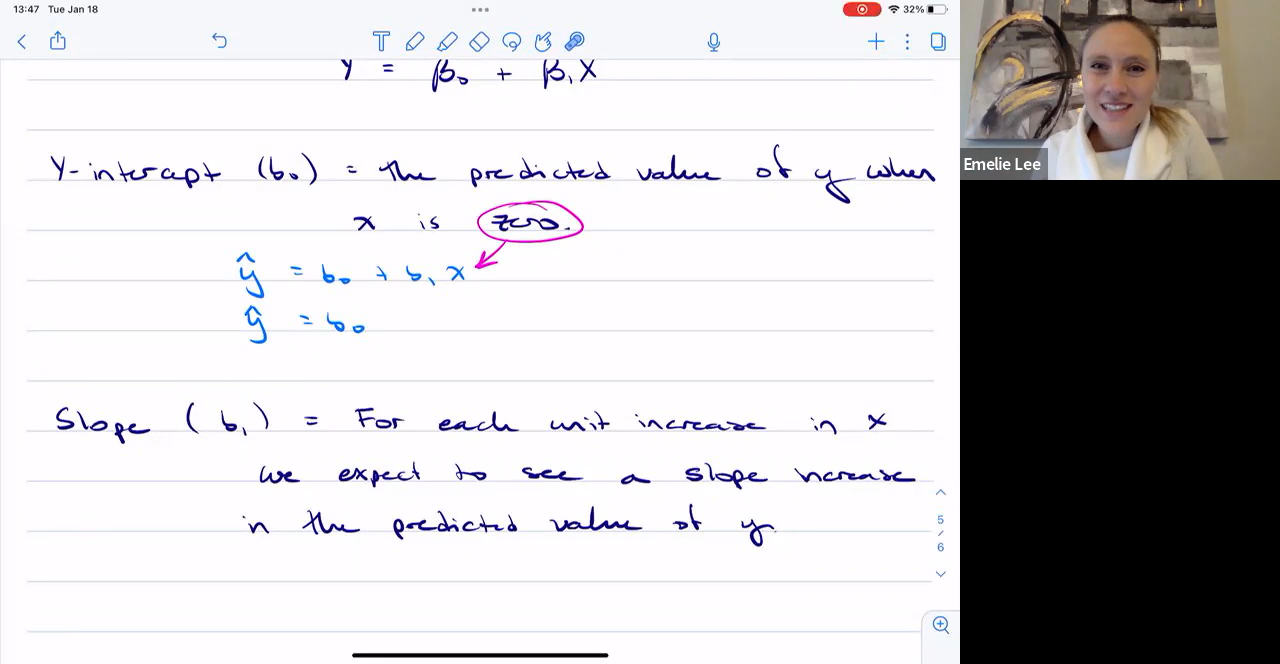 13:47 Tue Jan 18
32%
y = β₀ + β₁ x
Y-intercept (b₀) = the predicted value of y when
x is zero.
ŷ = b₀ + b₁ x
ŷ = b₀
Slope (b₁) = For each unit increase in x
we expect to see a slope increase
in the predicted value of y.
5
6
Emelie Lee